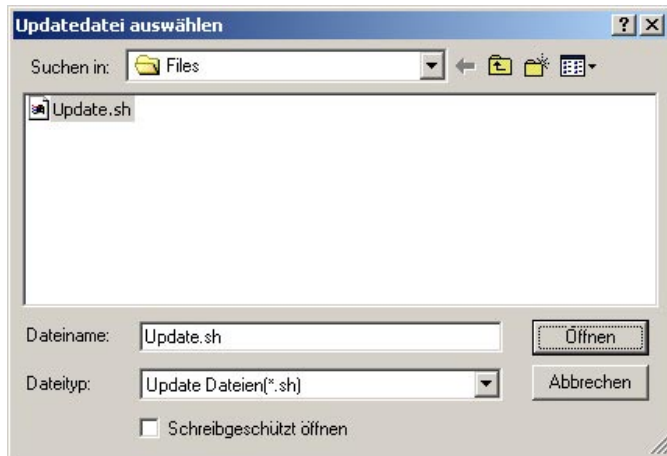 Updatedatei auswählen
Suchen in: Files
Update.sh
Dateiname: Update.sh Öffnen
Dateityp: Update Dateien(*.sh) Abbrechen
Schreibgeschützt öffnen